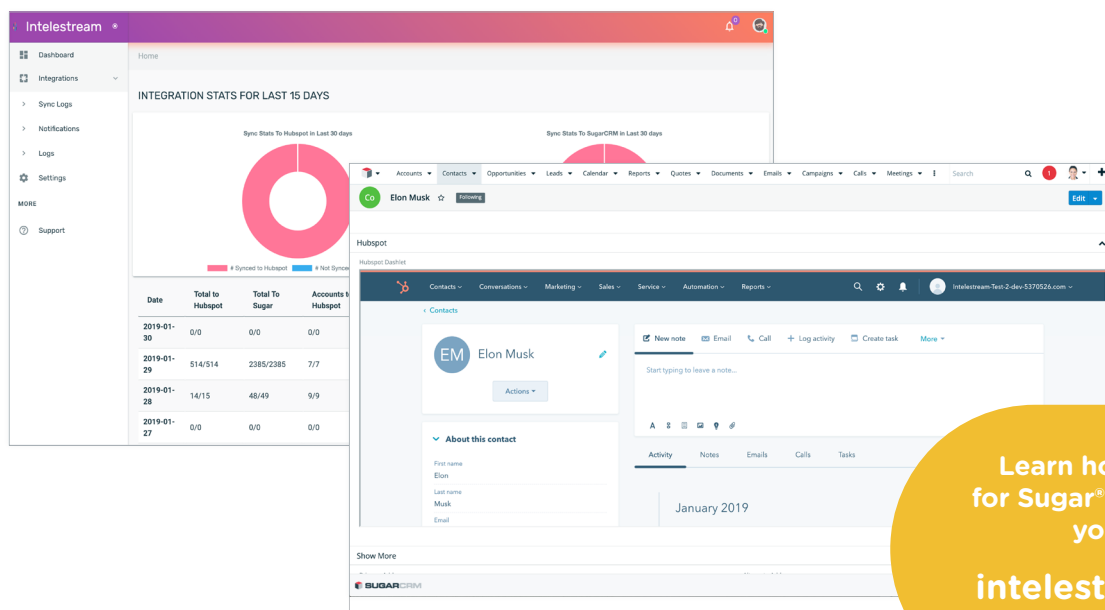 Intelestream
0
Dashboard
Integrations
Sync Logs
Notifications
Logs
Settings
MORE
Support
Home
INTEGRATION STATS FOR LAST 15 DAYS
Sync Stats To Hubspot in Last 30 days
Sync Stats To SugarCRM in Last 30 days
# Synced to Hubspot # Not Synced
Date Total to Hubspot Total To Sugar Accounts Hubspot
2019-01-30 0/0 0/0 0/0
2019-01-29 514/514 2385/2385 7/7
2019-01-28 14/15 48/49 9/9
2019-01-27 0/0 0/0 0/0
Accounts Contacts Opportunities Leads Calendar Reports Quotes Documents Emails Campaigns Calls Meetings Search 1
Co Elon Musk Following Edit
Hubspot
Hubspot Dashlet
Contacts Conversations Marketing Sales Service Automation Reports Intelestream-Test-2-dev-5370526.com
Contacts
EM Elon Musk
Actions
About this contact
First name
Elon
Last name
Musk
Email
New note Email Call Log activity Create task More
Start typing to leave a note...
Activity Notes Emails Calls Tasks
January 2019
Show More
SUGARCRM
Learn
for Sugar®
intelest